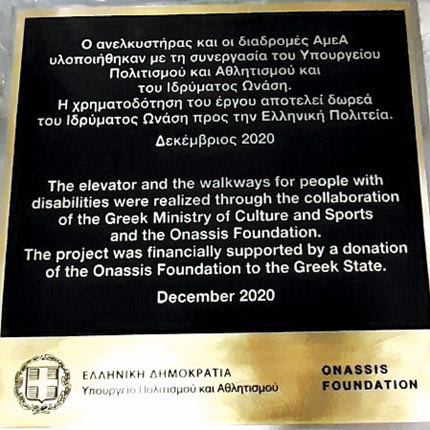 Ο ανελκυστήρας και οι διαδρομές ΑμεΑ
υλοποιήθηκαν με τη συνεργασία του Υπουργείου
Πολιτισμού και Αθλητισμού και
του Ιδρύματος Ωνάση.
Η χρηματοδότηση του έργου αποτελεί δωρεά
του Ιδρύματος Ωνάση προς την Ελληνική Πολιτεία.
Δεκέμβριος 2020
The elevator and the walkways for people with
disabilities were realized through the collaboration
of the Greek Ministry of Culture and Sports
and the Onassis Foundation.
The project was financially supported by a donation
of the Onassis Foundation to the Greek State.
December 2020
ΕΛΛΗΝΙΚΗ ΔΗΜΟΚΡΑΤΙΑ
Υπουργείο Πολιτισμού και Αθλητισμού
ONASSIS
FOUNDATION